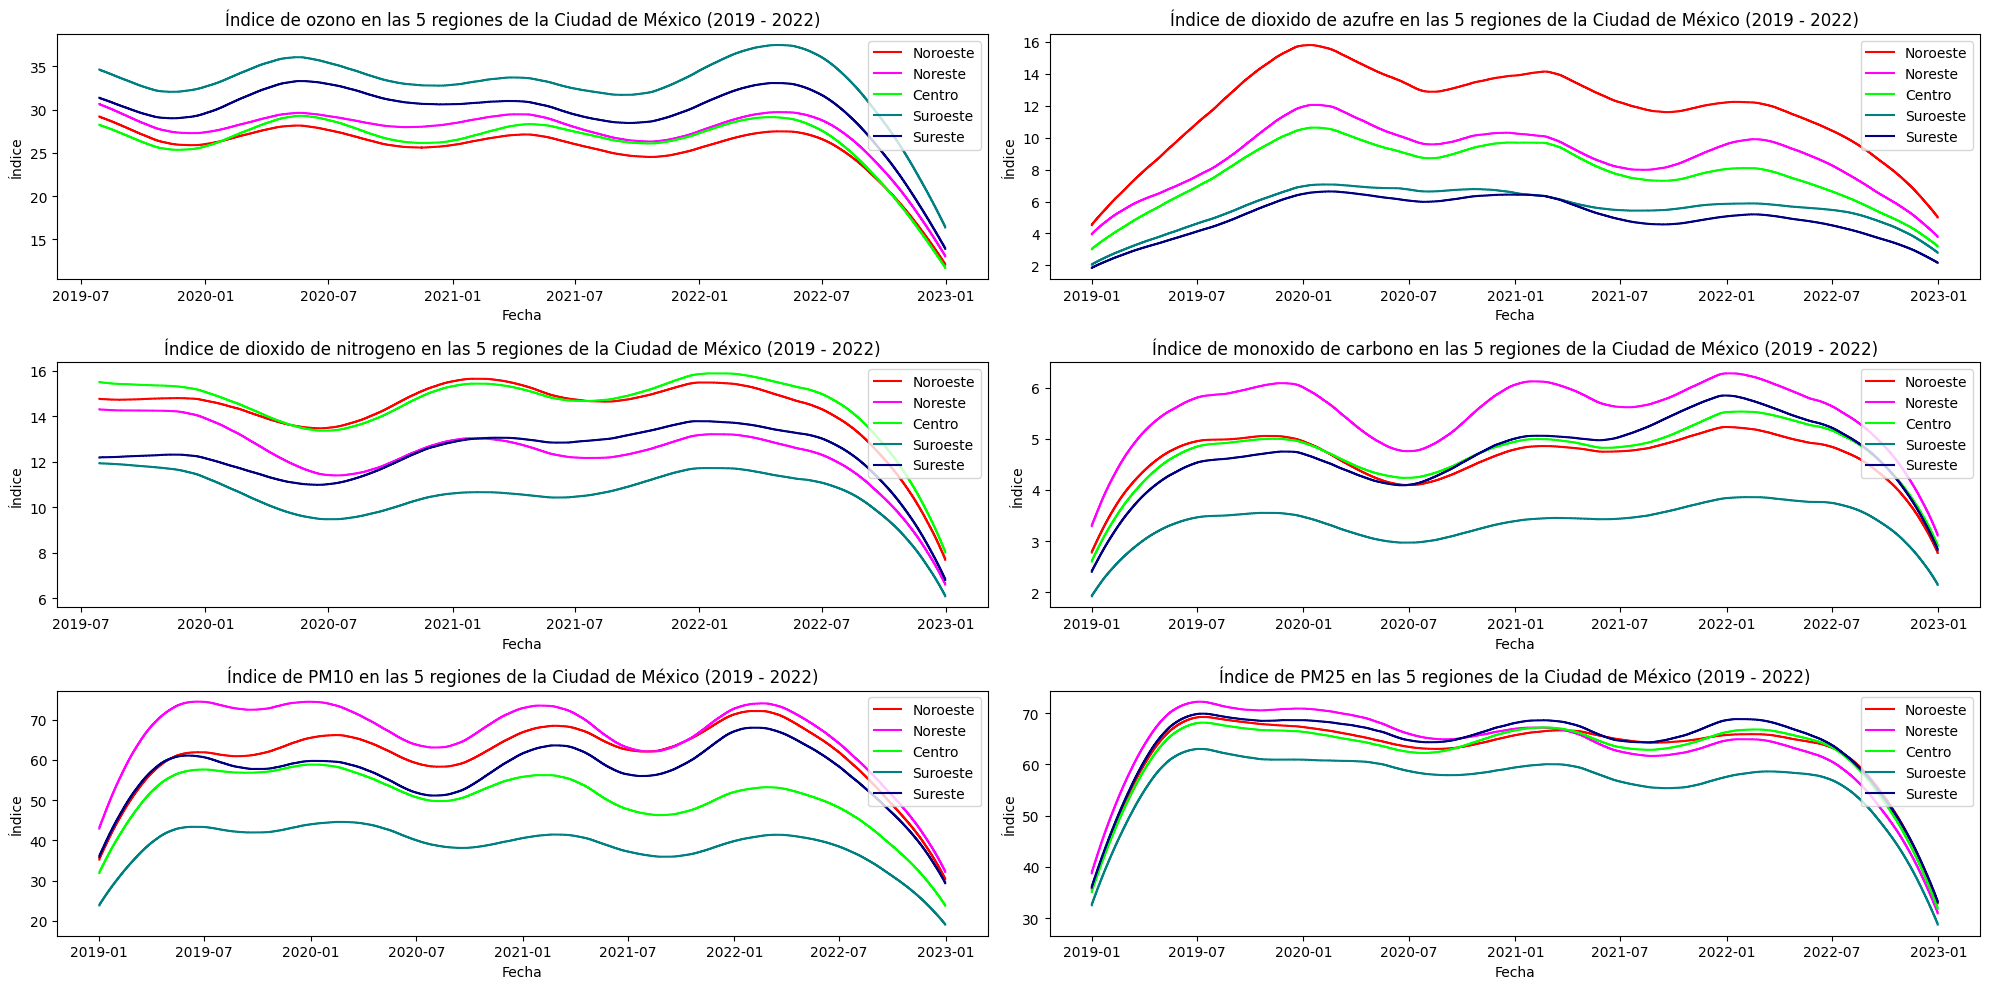 Índice de ozono en las 5 regiones de la Ciudad de México (2019 - 2022)
35
30
25
20
15
Índice
Noroeste
Noreste
Centro
Suroeste
Sureste
2019-07 2020-01 2020-07 2021-01 2021-07 2022-01 2022-07 2023-01
Fecha
Índice de dioxido de azufre en las 5 regiones de la Ciudad de México (2019 - 2022)
16
14
12
10
8
6
4
2
Índice
Noroeste
Noreste
Centro
Suroeste
Sureste
2019-01 2019-07 2020-01 2020-07 2021-01 2021-07 2022-01 2022-07 2023-01
Fecha
Índice de dioxido de nitrogeno en las 5 regiones de la Ciudad de México (2019 - 2022)
16
14
12
10
8
6
Índice
Noroeste
Noreste
Centro
Suroeste
Sureste
2019-07 2020-01 2020-07 2021-01 2021-07 2022-01 2022-07 2023-01
Fecha
Índice de monoxido de carbono en las 5 regiones de la Ciudad de México (2019 - 2022)
6
5
4
3
2
Índice
Noroeste
Noreste
Centro
Suroeste
Sureste
2019-01 2019-07 2020-01 2020-07 2021-01 2021-07 2022-01 2022-07 2023-01
Fecha
Índice de PM10 en las 5 regiones de la Ciudad de México (2019 - 2022)
70
60
50
40
30
20
Índice
Noroeste
Noreste
Centro
Suroeste
Sureste
2019-01 2019-07 2020-01 2020-07 2021-01 2021-07 2022-01 2022-07 2023-01
Fecha
Índice de PM25 en las 5 regiones de la Ciudad de México (2019 - 2022)
70
60
50
40
30
Índice
Noroeste
Noreste
Centro
Suroeste
Sureste
2019-01 2019-07 2020-01 2020-07 2021-01 2021-07 2022-01 2022-07 2023-01
Fecha